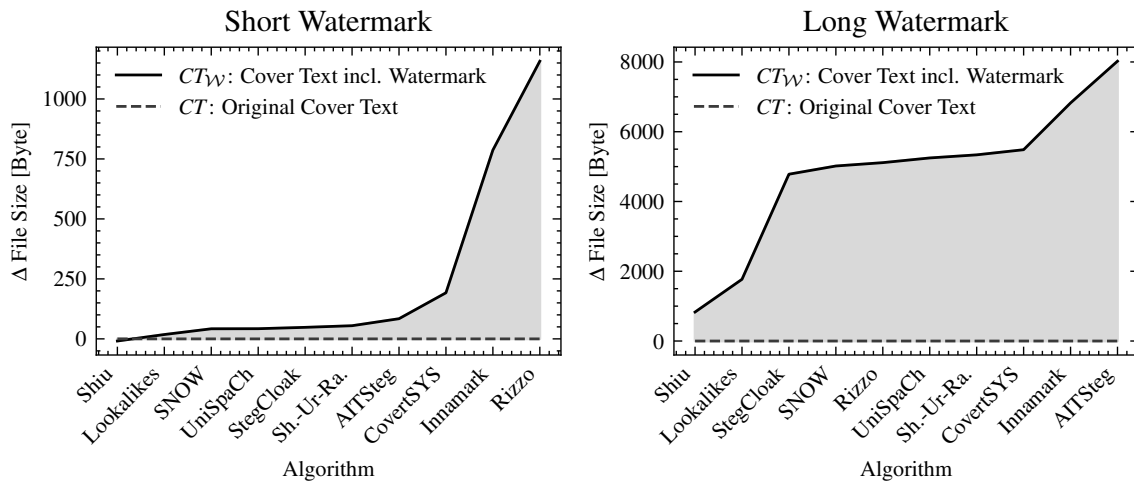 Short Watermark
CT𝒲: Cover Text incl. Watermark
CT: Original Cover Text
Δ File Size [Byte]
1000
750
500
250
0
Shiu
Lookalikes
SNOW
UniSpaCh
StegCloak
Sh.-Ur-Ra.
AITSteg
CovertSYS
Innamark
Rizzo
Algorithm
Long Watermark
CT𝒲: Cover Text incl. Watermark
CT: Original Cover Text
Δ File Size [Byte]
8000
6000
4000
2000
0
Shiu
Lookalikes
StegCloak
SNOW
Rizzo
UniSpaCh
Sh.-Ur-Ra.
CovertSYS
Innamark
AITSteg
Algorithm